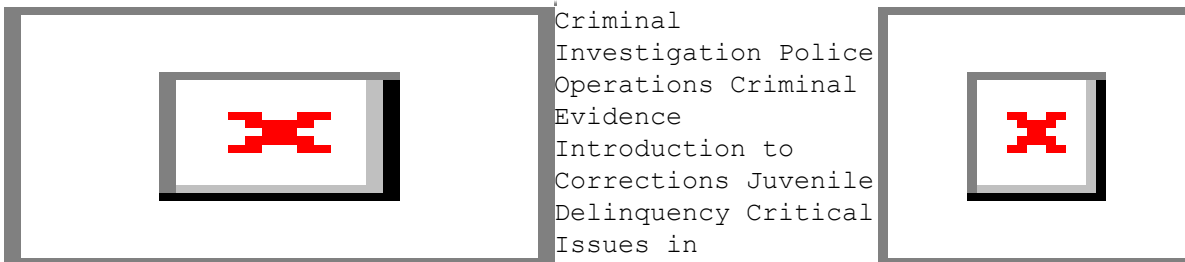 Criminal
Investigation Police
Operations Criminal
Evidence
Introduction to
Corrections Juvenile
Delinquency Critical
Issues in